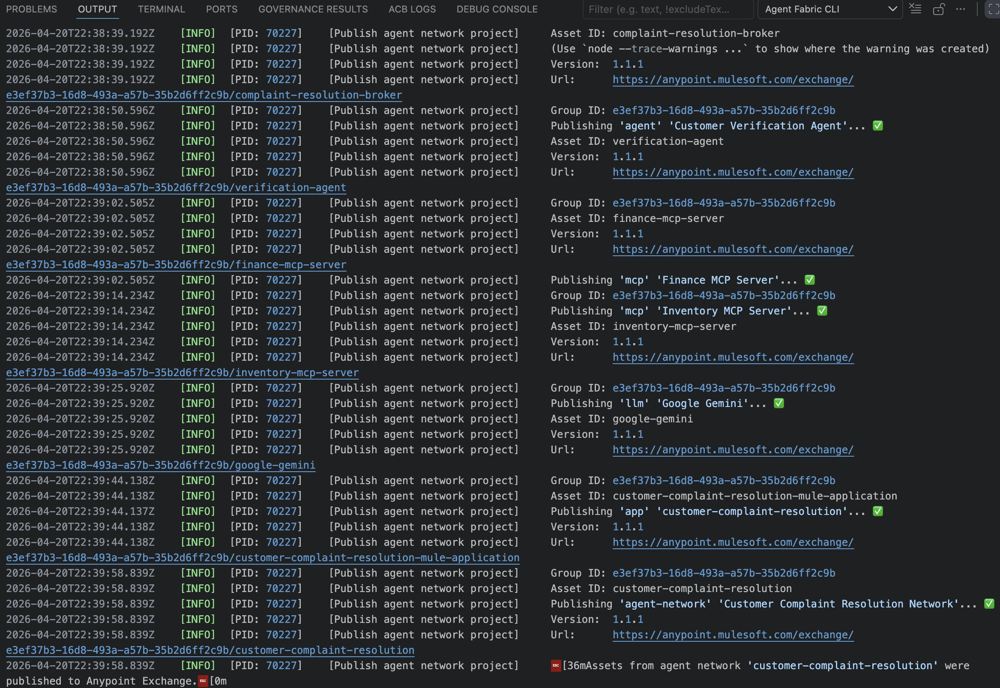 PROBLEMS OUTPUT TERMINAL PORTS GOVERNANCE RESULTS ACB LOGS DEBUG CONSOLE Filter (e.g. text, !excludeTex... Agent Fabric CLI
2026-04-20T22:38:39.192Z [INFO] [PID: 70227] [Publish agent network project] Asset ID: complaint-resolution-broker
2026-04-20T22:38:39.192Z [INFO] [PID: 70227] [Publish agent network project] (Use `node --trace-warnings ...` to show where the warning was created)
2026-04-20T22:38:39.192Z [INFO] [PID: 70227] [Publish agent network project] Version: 1.1.1
2026-04-20T22:38:39.192Z [INFO] [PID: 70227] [Publish agent network project] Url: https://anypoint.mulesoft.com/exchange/
e3ef37b3-16d8-493a-a57b-35b2d6ff2c9b/complaint-resolution-broker
2026-04-20T22:38:50.596Z [INFO] [PID: 70227] [Publish agent network project] Group ID: e3ef37b3-16d8-493a-a57b-35b2d6ff2c9b
2026-04-20T22:38:50.596Z [INFO] [PID: 70227] [Publish agent network project] Publishing 'agent' 'Customer Verification Agent'... ✅
2026-04-20T22:38:50.596Z [INFO] [PID: 70227] [Publish agent network project] Asset ID: verification-agent
2026-04-20T22:38:50.596Z [INFO] [PID: 70227] [Publish agent network project] Version: 1.1.1
2026-04-20T22:38:50.596Z [INFO] [PID: 70227] [Publish agent network project] Url: https://anypoint.mulesoft.com/exchange/
e3ef37b3-16d8-493a-a57b-35b2d6ff2c9b/verification-agent
2026-04-20T22:39:02.505Z [INFO] [PID: 70227] [Publish agent network project] Group ID: e3ef37b3-16d8-493a-a57b-35b2d6ff2c9b
2026-04-20T22:39:02.505Z [INFO] [PID: 70227] [Publish agent network project] Asset ID: finance-mcp-server
2026-04-20T22:39:02.505Z [INFO] [PID: 70227] [Publish agent network project] Version: 1.1.1
2026-04-20T22:39:02.505Z [INFO] [PID: 70227] [Publish agent network project] Url: https://anypoint.mulesoft.com/exchange/
e3ef37b3-16d8-493a-a57b-35b2d6ff2c9b/finance-mcp-server
2026-04-20T22:39:02.505Z [INFO] [PID: 70227] [Publish agent network project] Publishing 'mcp' 'Finance MCP Server'... ✅
2026-04-20T22:39:14.234Z [INFO] [PID: 70227] [Publish agent network project] Group ID: e3ef37b3-16d8-493a-a57b-35b2d6ff2c9b
2026-04-20T22:39:14.234Z [INFO] [PID: 70227] [Publish agent network project] Publishing 'mcp' 'Inventory MCP Server'... ✅
2026-04-20T22:39:14.234Z [INFO] [PID: 70227] [Publish agent network project] Asset ID: inventory-mcp-server
2026-04-20T22:39:14.234Z [INFO] [PID: 70227] [Publish agent network project] Version: 1.1.1
2026-04-20T22:39:14.234Z [INFO] [PID: 70227] [Publish agent network project] Url: https://anypoint.mulesoft.com/exchange/
e3ef37b3-16d8-493a-a57b-35b2d6ff2c9b/inventory-mcp-server
2026-04-20T22:39:25.920Z [INFO] [PID: 70227] [Publish agent network project] Group ID: e3ef37b3-16d8-493a-a57b-35b2d6ff2c9b
2026-04-20T22:39:25.920Z [INFO] [PID: 70227] [Publish agent network project] Publishing 'llm' 'Google Gemini'... ✅
2026-04-20T22:39:25.920Z [INFO] [PID: 70227] [Publish agent network project] Asset ID: google-gemini
2026-04-20T22:39:25.920Z [INFO] [PID: 70227] [Publish agent network project] Version: 1.1.1
2026-04-20T22:39:25.920Z [INFO] [PID: 70227] [Publish agent network project] Url: https://anypoint.mulesoft.com/exchange/
e3ef37b3-16d8-493a-a57b-35b2d6ff2c9b/google-gemini
2026-04-20T22:39:44.138Z [INFO] [PID: 70227] [Publish agent network project] Group ID: e3ef37b3-16d8-493a-a57b-35b2d6ff2c9b
2026-04-20T22:39:44.138Z [INFO] [PID: 70227] [Publish agent network project] Asset ID: customer-complaint-resolution-mule-application
2026-04-20T22:39:44.137Z [INFO] [PID: 70227] [Publish agent network project] Publishing 'app' 'customer-complaint-resolution'... ✅
2026-04-20T22:39:44.138Z [INFO] [PID: 70227] [Publish agent network project] Version: 1.1.1
2026-04-20T22:39:44.138Z [INFO] [PID: 70227] [Publish agent network project] Url: https://anypoint.mulesoft.com/exchange/
e3ef37b3-16d8-493a-a57b-35b2d6ff2c9b/customer-complaint-resolution-mule-application
2026-04-20T22:39:58.839Z [INFO] [PID: 70227] [Publish agent network project] Group ID: e3ef37b3-16d8-493a-a57b-35b2d6ff2c9b
2026-04-20T22:39:58.839Z [INFO] [PID: 70227] [Publish agent network project] Asset ID: customer-complaint-resolution
2026-04-20T22:39:58.839Z [INFO] [PID: 70227] [Publish agent network project] Publishing 'agent-network' 'Customer Complaint Resolution Network'... ✅
2026-04-20T22:39:58.839Z [INFO] [PID: 70227] [Publish agent network project] Version: 1.1.1
2026-04-20T22:39:58.839Z [INFO] [PID: 70227] [Publish agent network project] Url: https://anypoint.mulesoft.com/exchange/
e3ef37b3-16d8-493a-a57b-35b2d6ff2c9b/customer-complaint-resolution
2026-04-20T22:39:58.839Z [INFO] [PID: 70227] [Publish agent network project] ESC[36mAssets from agent network 'customer-complaint-resolution' were
published to Anypoint Exchange.ESC[0m